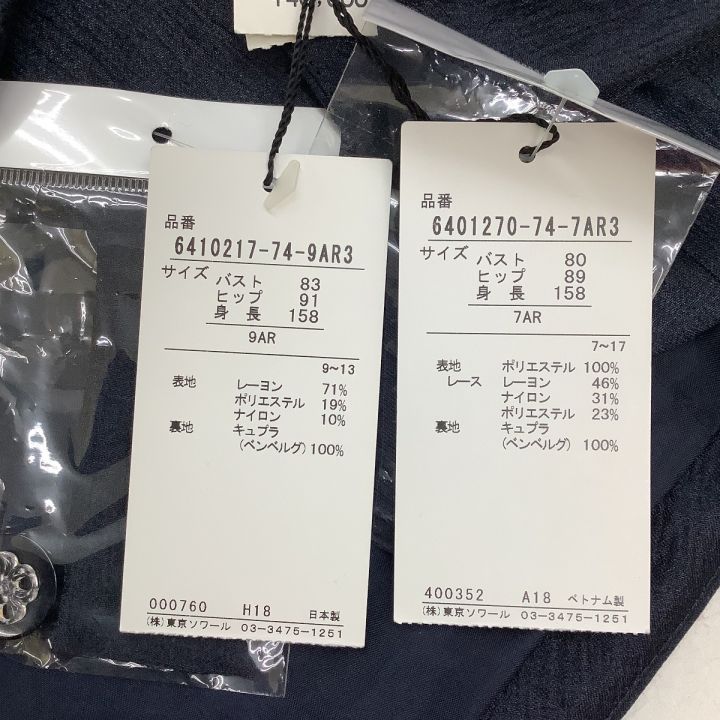 品番
6410217-74-9AR3
サイズ バスト 83
ヒップ 91
身長 158
9AR
9~13
表地 レーヨン 71%
ポリエステル 19%
ナイロン 10%
裏地 キュプラ
(ベンベルグ) 100%
000760 H18 日本製
(株)東京ソワール 03-3475-1251
品番
6401270-74-7AR3
サイズ バスト 80
ヒップ 89
身長 158
7AR
7~17
表地 ポリエステル 100%
レース レーヨン 46%
ナイロン 31%
ポリエステル 23%
裏地 キュプラ
(ベンベルグ) 100%
400352 A18 ベトナム製
(株)東京ソワール 03-3475-1251